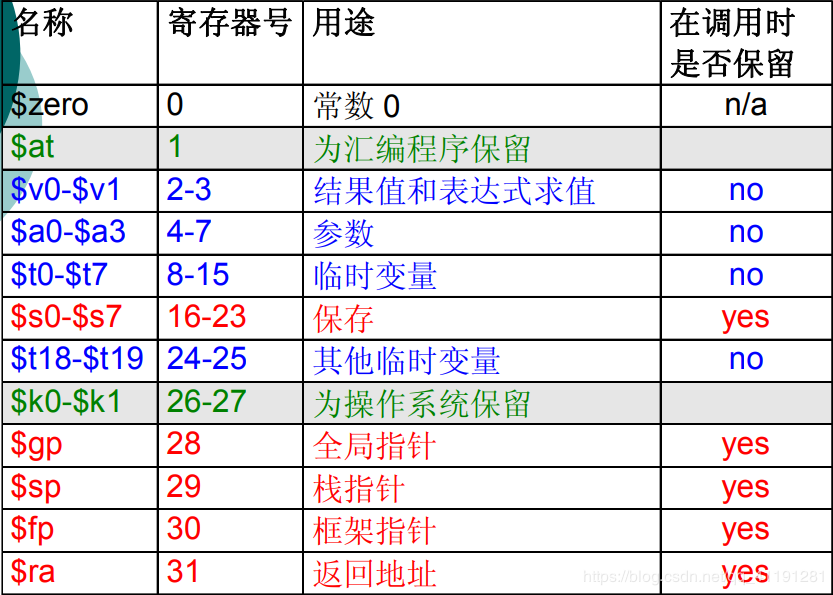 名称 寄存器号 用途 在调用时
是否保留
$zero 0 常数 0 n/a
$at 1 为汇编程序保留
$v0-$v1 2-3 结果值和表达式求值 no
$a0-$a3 4-7 参数 no
$t0-$t7 8-15 临时变量 no
$s0-$s7 16-23 保存 yes
$t18-$t19 24-25 其他临时变量 no
$k0-$k1 26-27 为操作系统保留
$gp 28 全局指针 yes
$sp 29 栈指针 yes
$fp 30 框架指针 yes
$ra 31 返回地址 yes